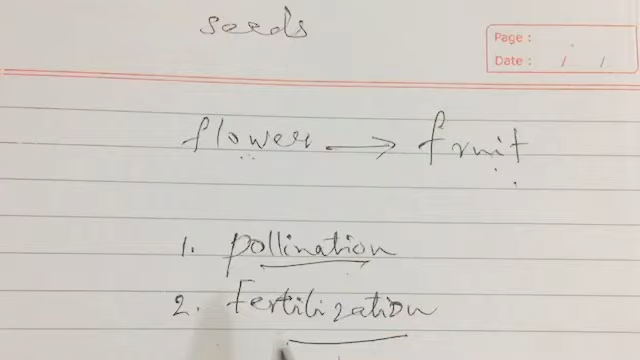 seeds
Page :
Date : / /
flower → fruit
1. pollination
2. Fertilization